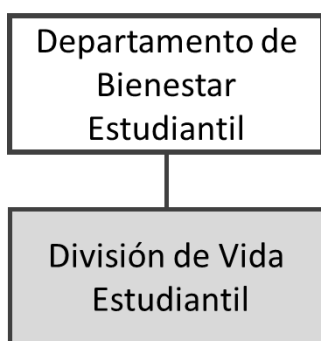 Departamento de
Bienestar
Estudiantil
División de Vida
Estudiantil